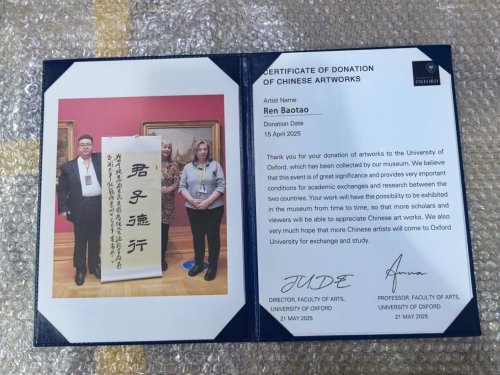 君子德行
CERTIFICATE OF DONATION
OF CHINESE ARTWORKS
OXFORD
Artist Name
Ren Baotao
Donation Date
15 April 2025
Thank you for your donation of artworks to the University of
Oxford, which has been collected by our museum. We believe
that this event is of great significance and provides very important
conditions for academic exchanges and research between the
two countries. Your work will have the possibility to be exhibited
in the museum from time to time, so that more scholars and
viewers will be able to appreciate Chinese art works. We also
very much hope that more Chinese artists will come to Oxford
University for exchange and study.
JUDE
DIRECTOR, FACULTY OF ARTS,
UNIVERSITY OF OXFORD
21 MAY 2025
Anna
PROFESSOR, FACULTY OF ARTS,
UNIVERSITY OF OXFORD
21 MAY 2025